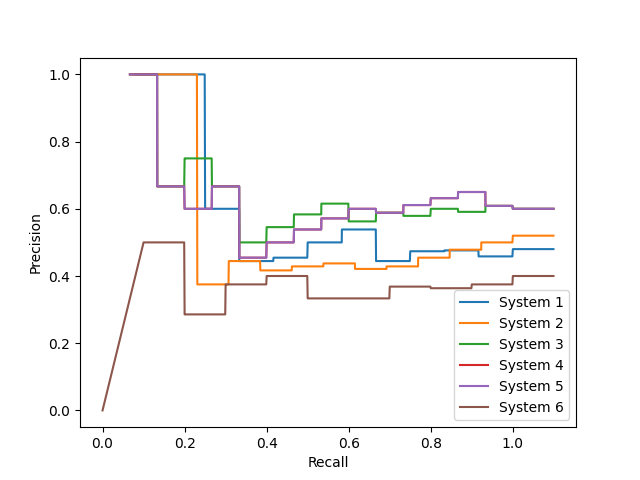 1.0
0.8
0.6
0.4
0.2
0.0
Precision
System 1
System 2
System 3
System 4
System 5
System 6
0.0 0.2 0.4 0.6 0.8 1.0
Recall